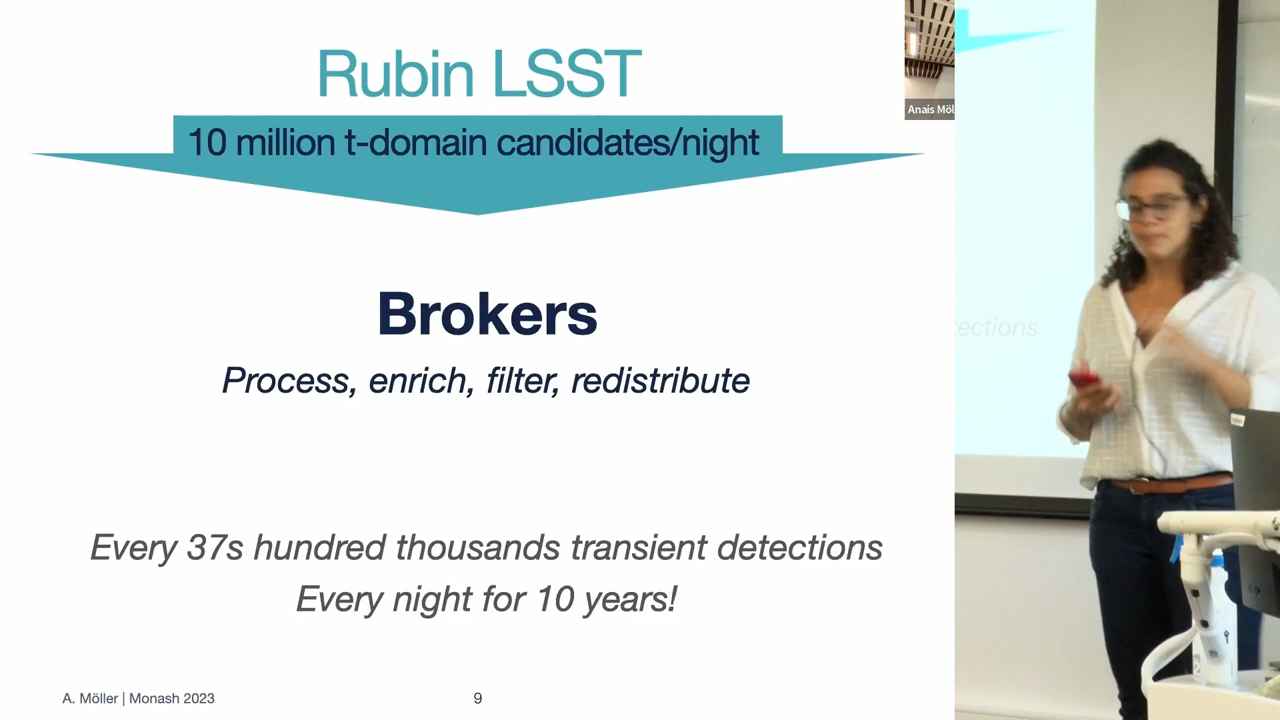 Rubin LSST
10 million t-domain candidates/night
Brokers
Process, enrich, filter, redistribute
Every 37s hundred thousands transient detections
Every night for 10 years!
A. Möller | Monash 2023
9
Anais Möl
ections